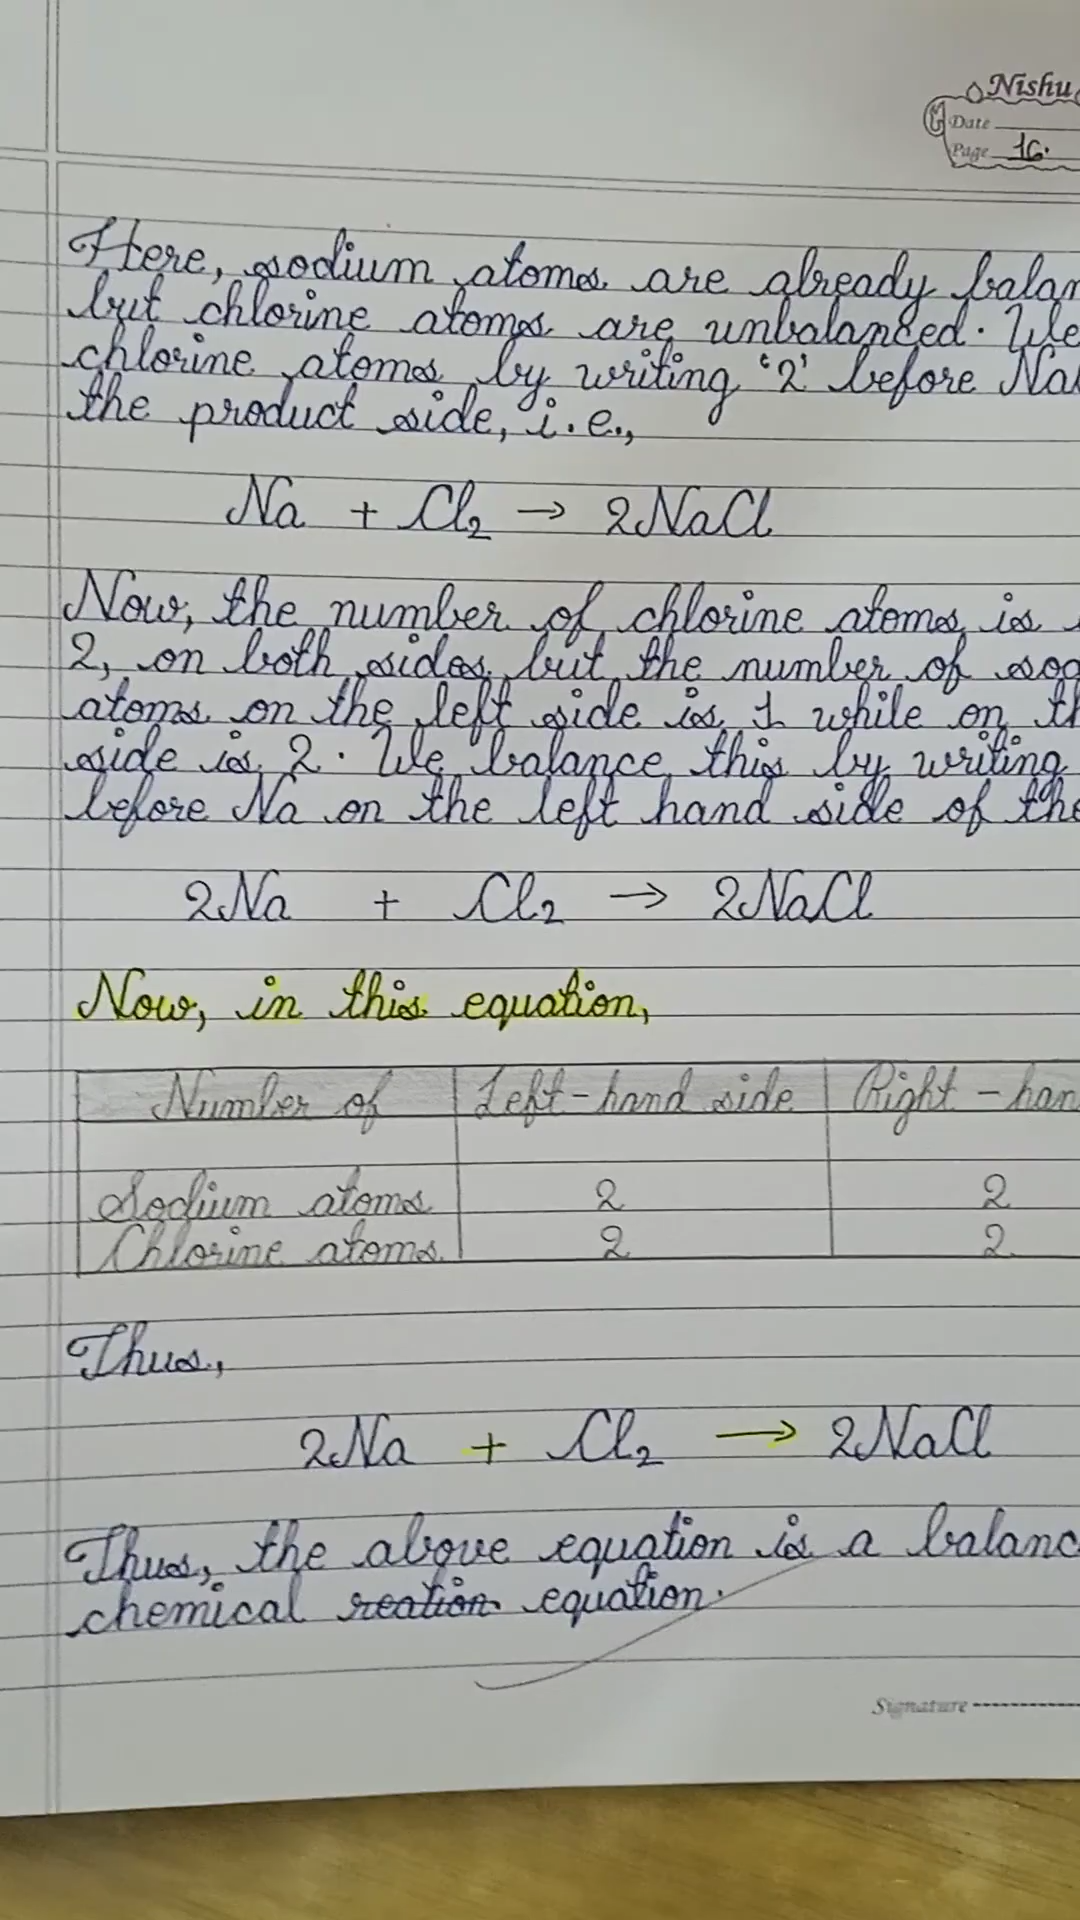 Nishu
Date
Page 16.
Here, sodium atoms are already balan
but chlorine atoms are unbalanced. We
chlorine atoms by writing '2' before Na
the product side, i.e.,
Na + Cl₂ → 2NaCl
Now, the number of chlorine atoms is
2, on both sides but the number of sod
atoms on the left side is 1 while on th
side is 2. We balance this by writing
before Na on the left hand side of the
2Na + Cl₂ → 2NaCl
Now, in this equation,
Number of Left-hand side Right-han
Sodium atoms 2 2
Chlorine atoms 2 2
Thus,
2Na + Cl₂ → 2NaCl
Thus, the above equation is a balanc
chemical reation equation.
Signature